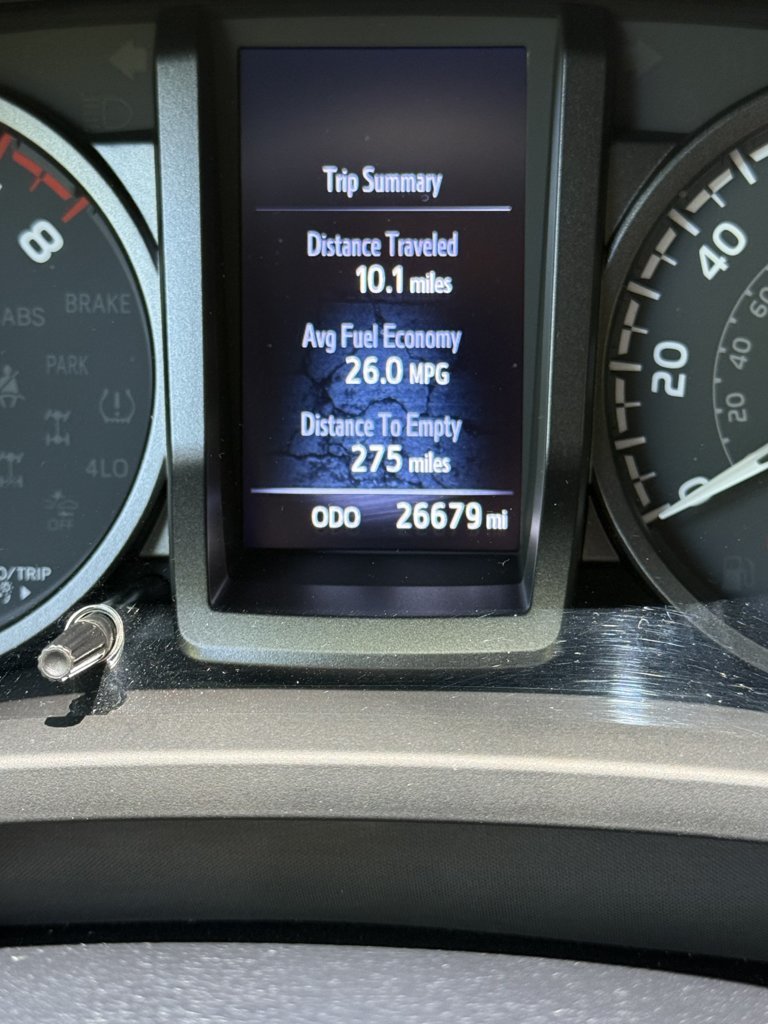 Trip Summary
Distance Traveled
10.1 miles
Avg Fuel Economy
26.0 MPG
Distance To Empty
275 miles
ODO 26679 mi
8
ABS BRAKE
PARK
4LO
OFF
/TRIP
40
20
0
60
40
20